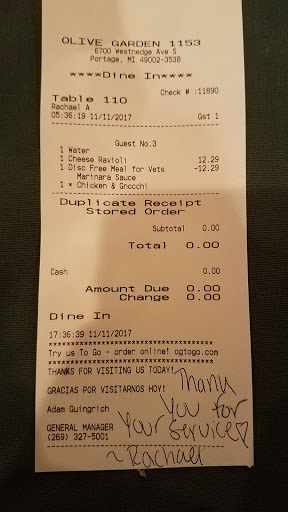 OLIVE GARDEN 1153
6700 Westnedge Ave S
Portage, MI 49002-3538
****Dine In****
Check # :11890
Table 110
Rachael A
05:36:19 11/11/2017 Gst 1
Guest No.3
1 Water
1 Cheese Ravioli 12.29
1 Disc Free Meal for Vets -12.29
Marinara Sauce
1 * Chicken & Gnocchi
Duplicate Receipt
Stored Order
Subtotal 0.00
Total 0.00
Cash 0.00
Amount Due 0.00
Change 0.00
Dine In
17:36:39 11/11/2017
****************************************
Try us To Go - order online! ogtogo.com
****************************************
THANKS FOR VISITING US TODAY!
GRACIAS POR VISITARNOS HOY!
Adam Guingrich
GENERAL MANAGER
(269) 327-5001
****************************************
Thank
you for
your
service♡
~Rachael